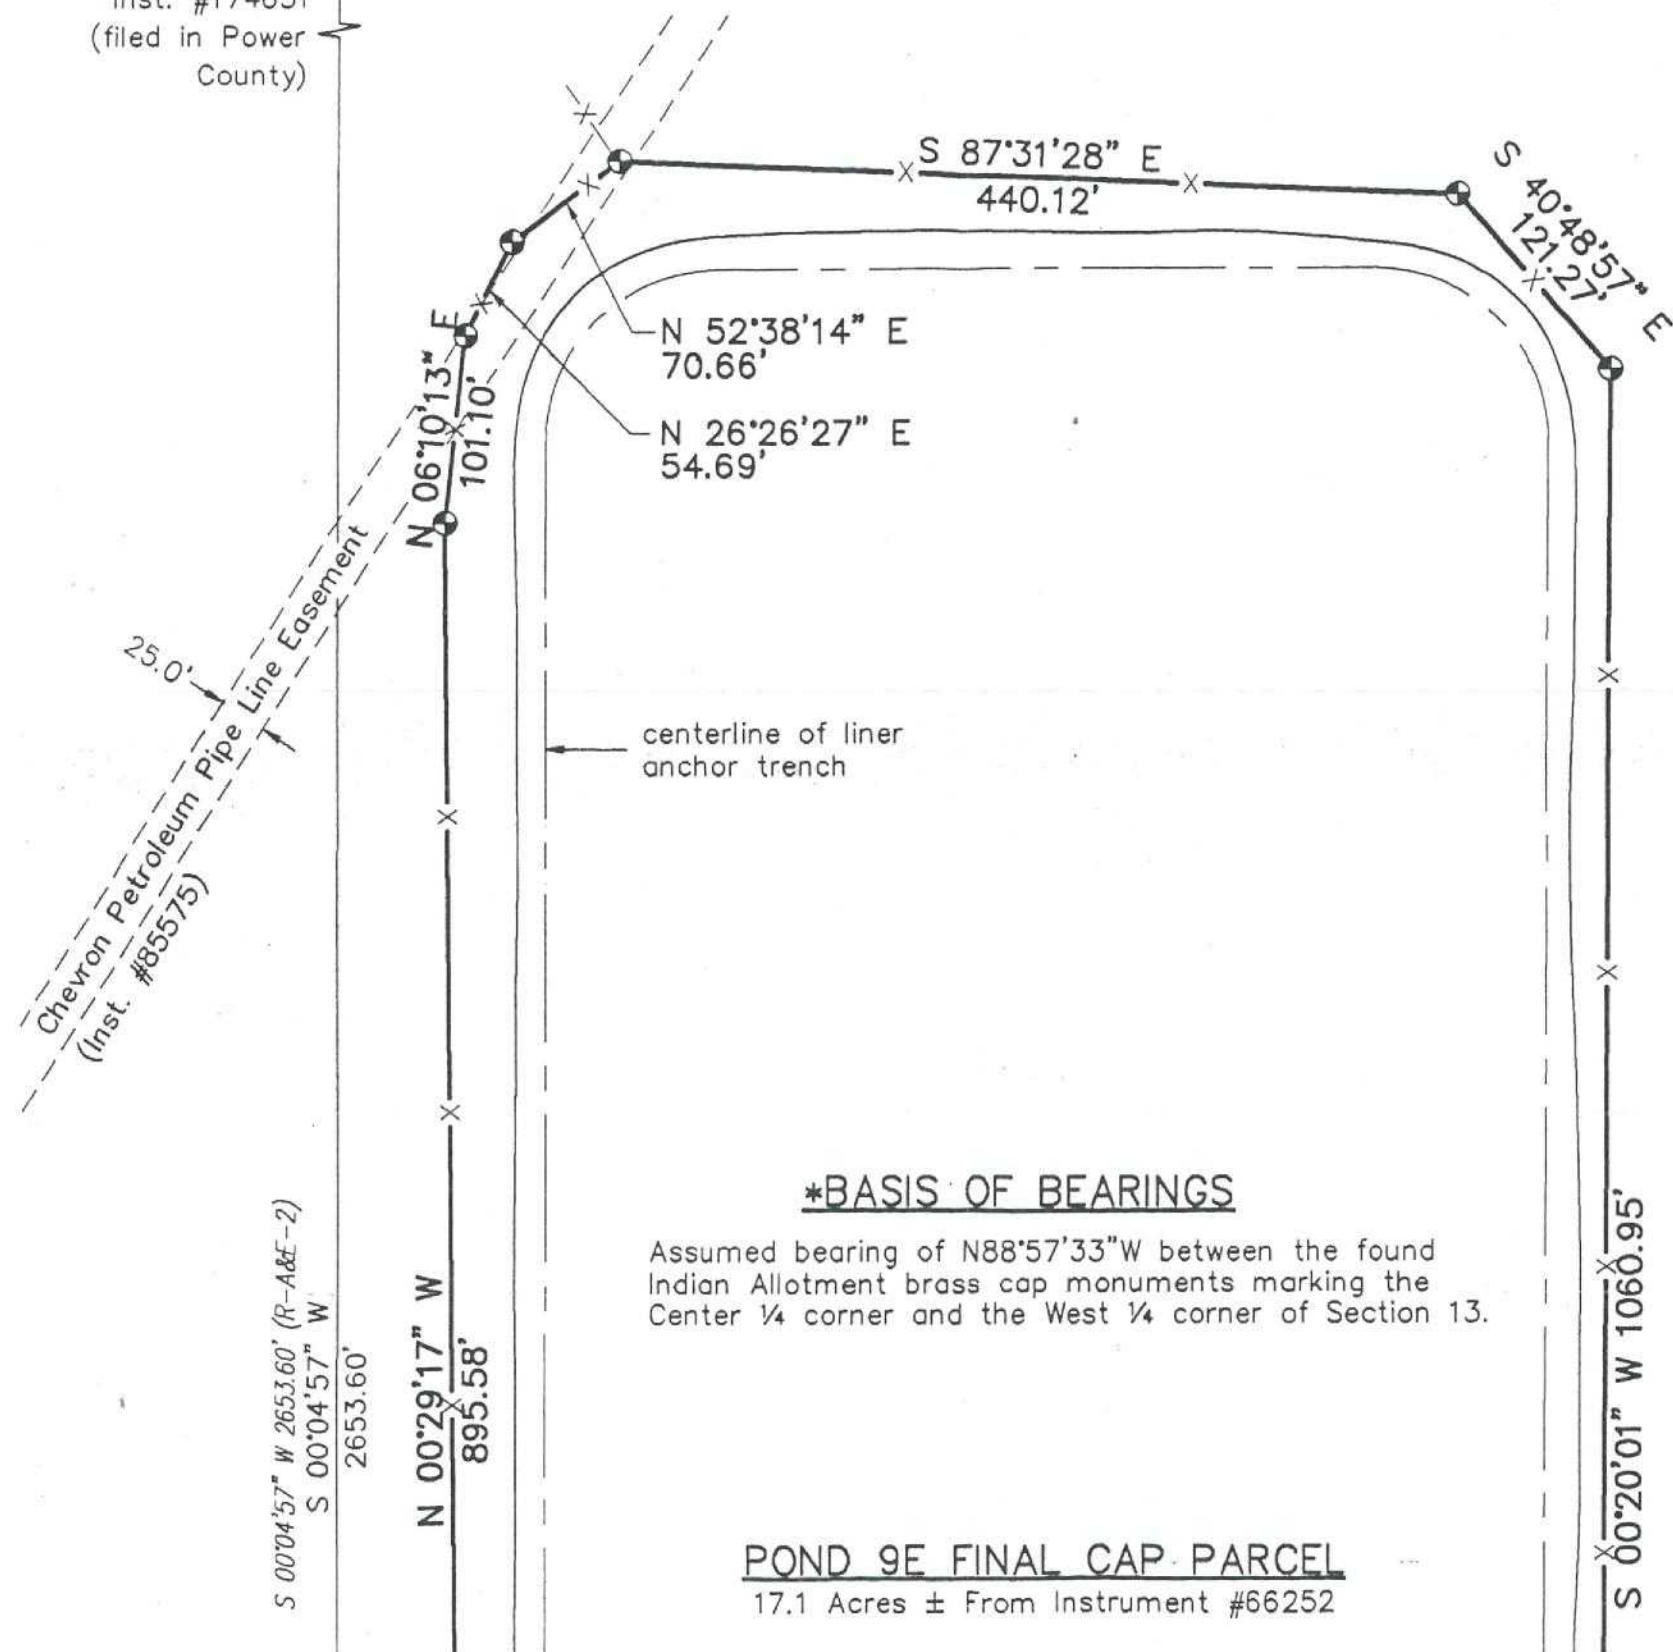 (filed in Power
County)
S 87°31'28" E
440.12'
S 40°48'57" E
121.27'
N 52°38'14" E
70.66'
N 26°26'27" E
54.69'
N 06°10'13" E
101.10'
25.0'
Chevron Petroleum Pipe Line Easement
(Inst. #85575)
centerline of liner
anchor trench
*BASIS OF BEARINGS
Assumed bearing of N88°57'33"W between the found
Indian Allotment brass cap monuments marking the
Center ¼ corner and the West ¼ corner of Section 13.
S 00°04'57" W 2653.60' (R-A&E-2)
S 00°04'57" W
2653.60'
N 00°29'17" W
895.58'
S 00°20'01" W 1060.95'
POND 9E FINAL CAP PARCEL
17.1 Acres ± From Instrument #66252